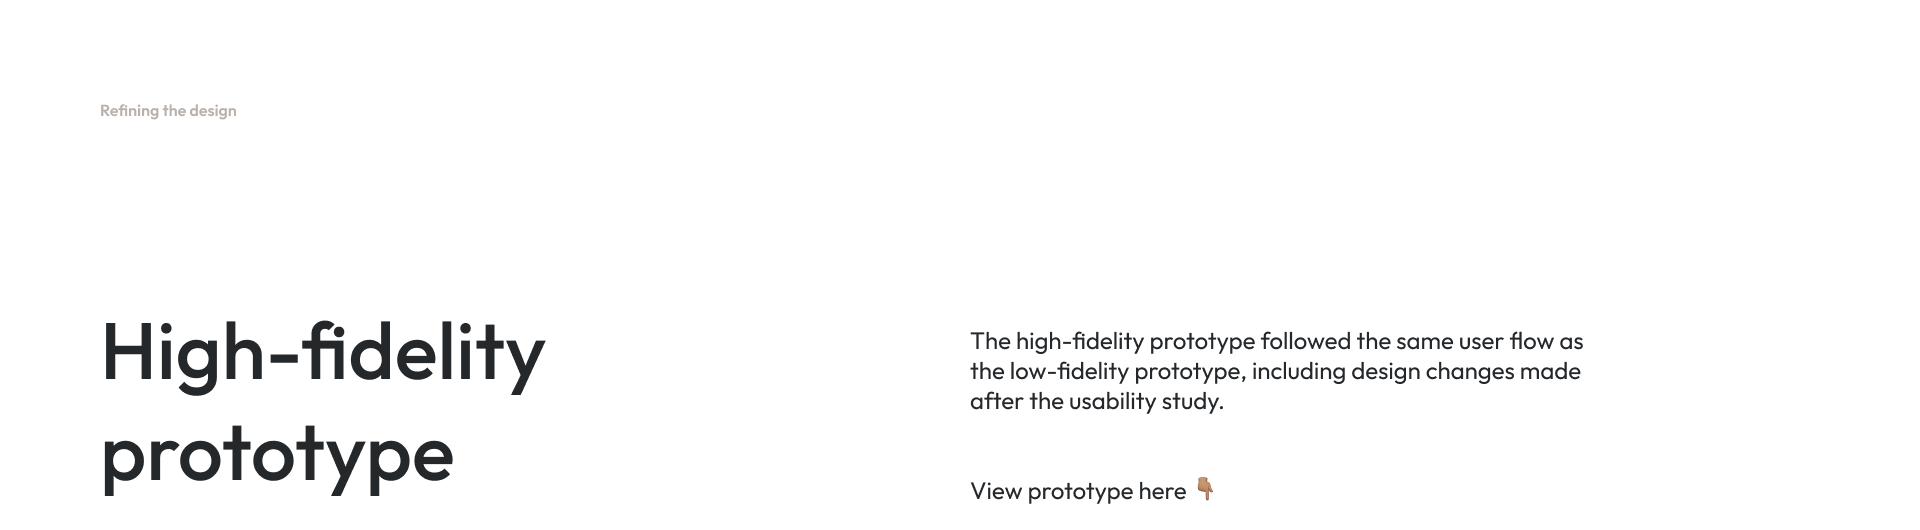 Refining the design
High-fidelity
prototype
The high-fidelity prototype followed the same user flow as
the low-fidelity prototype, including design changes made
after the usability study.
View prototype here 👇🏽